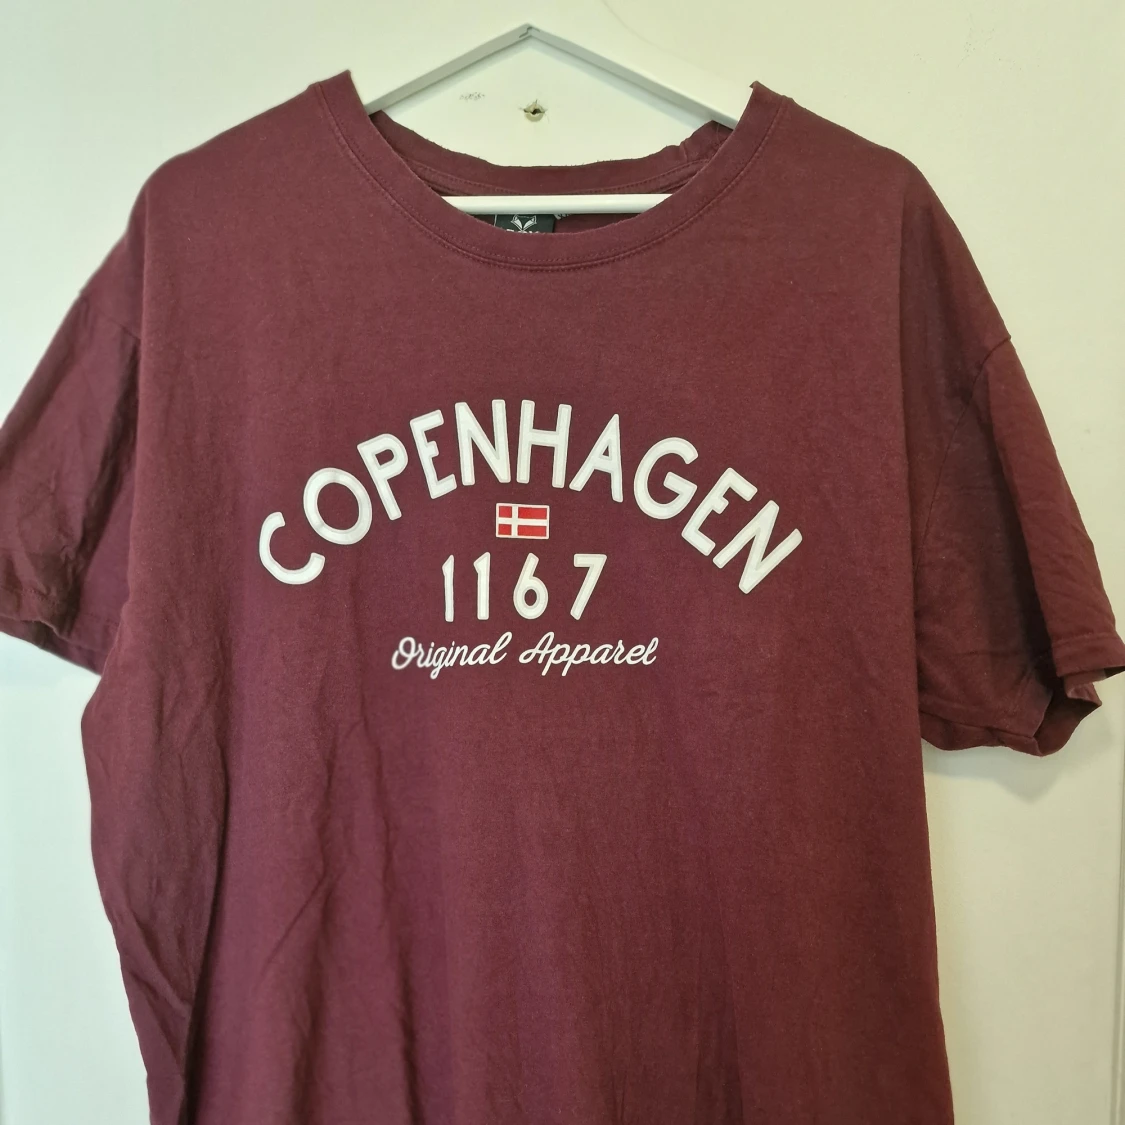 COPENHAGEN
1167
Original Apparel